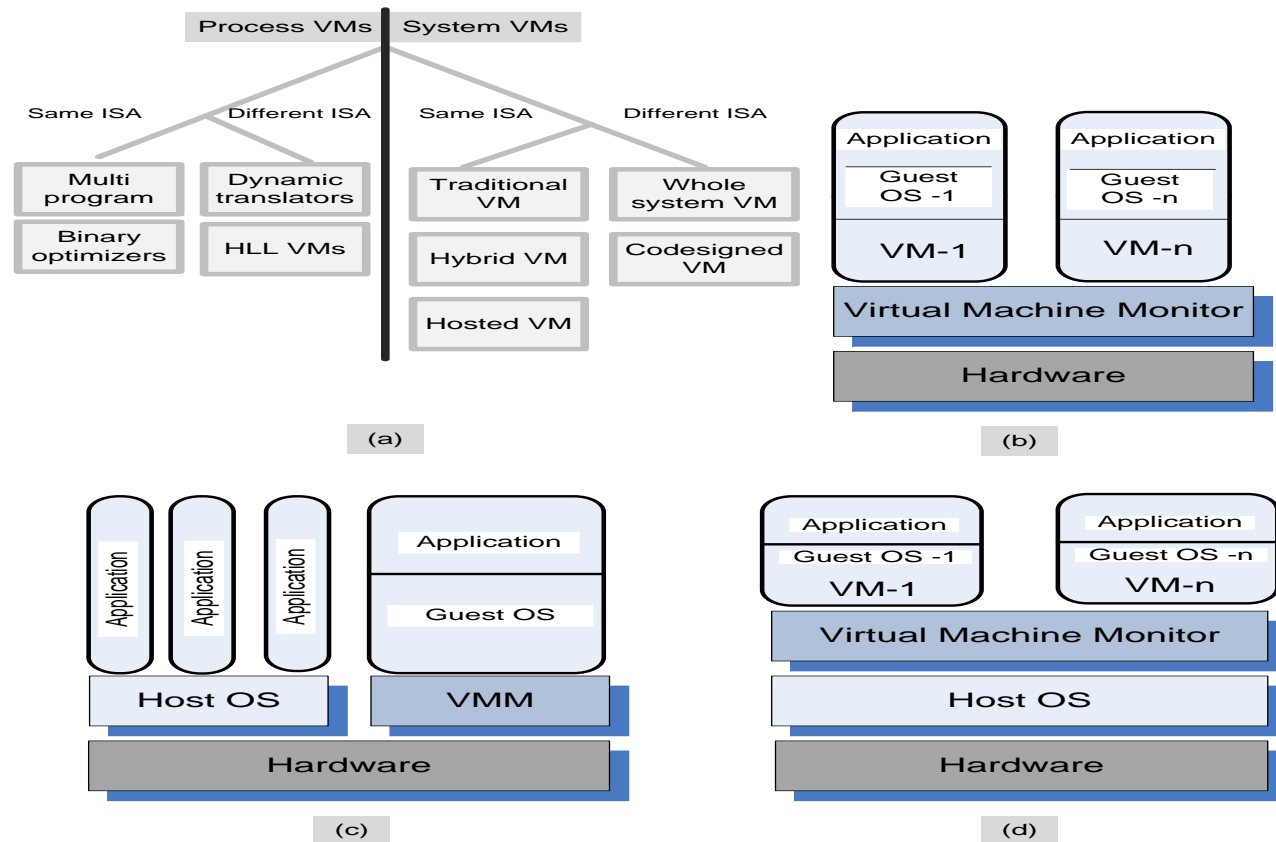 Process VMs
System VMs
Same ISA
Different ISA
Same ISA
Different ISA
Multi
program
Dynamic
translators
Binary
optimizers
HLL VMs
Traditional
VM
Whole
system VM
Hybrid VM
Codesigned
VM
Hosted VM
(a)
Application
Guest
OS -1
VM-1
Application
Guest
OS -n
VM-n
Virtual Machine Monitor
Hardware
(b)
Application
Application
Application
Application
Guest OS
Host OS
VMM
Hardware
(c)
Application
Guest OS -1
VM-1
Application
Guest OS -n
VM-n
Virtual Machine Monitor
Host OS
Hardware
(d)